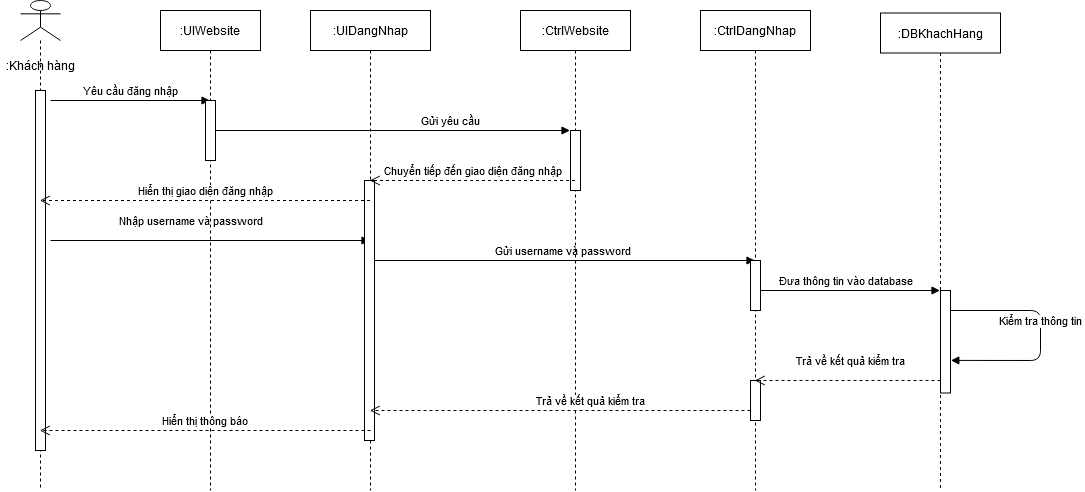 :UIWebsite
:UIDangNhap
:CtrlWebsite
:CtrlDangNhap
:DBKhachHang
:Khách hàng
Yêu cầu đăng nhập
Gửi yêu cầu
Chuyển tiếp đến giao diện đăng nhập
Hiển thị giao diện đăng nhập
Nhập username và password
Gửi username và password
Đưa thông tin vào database
Kiểm tra thông tin
Trả về kết quả kiểm tra
Trả về kết quả kiểm tra
Hiển thị thông báo